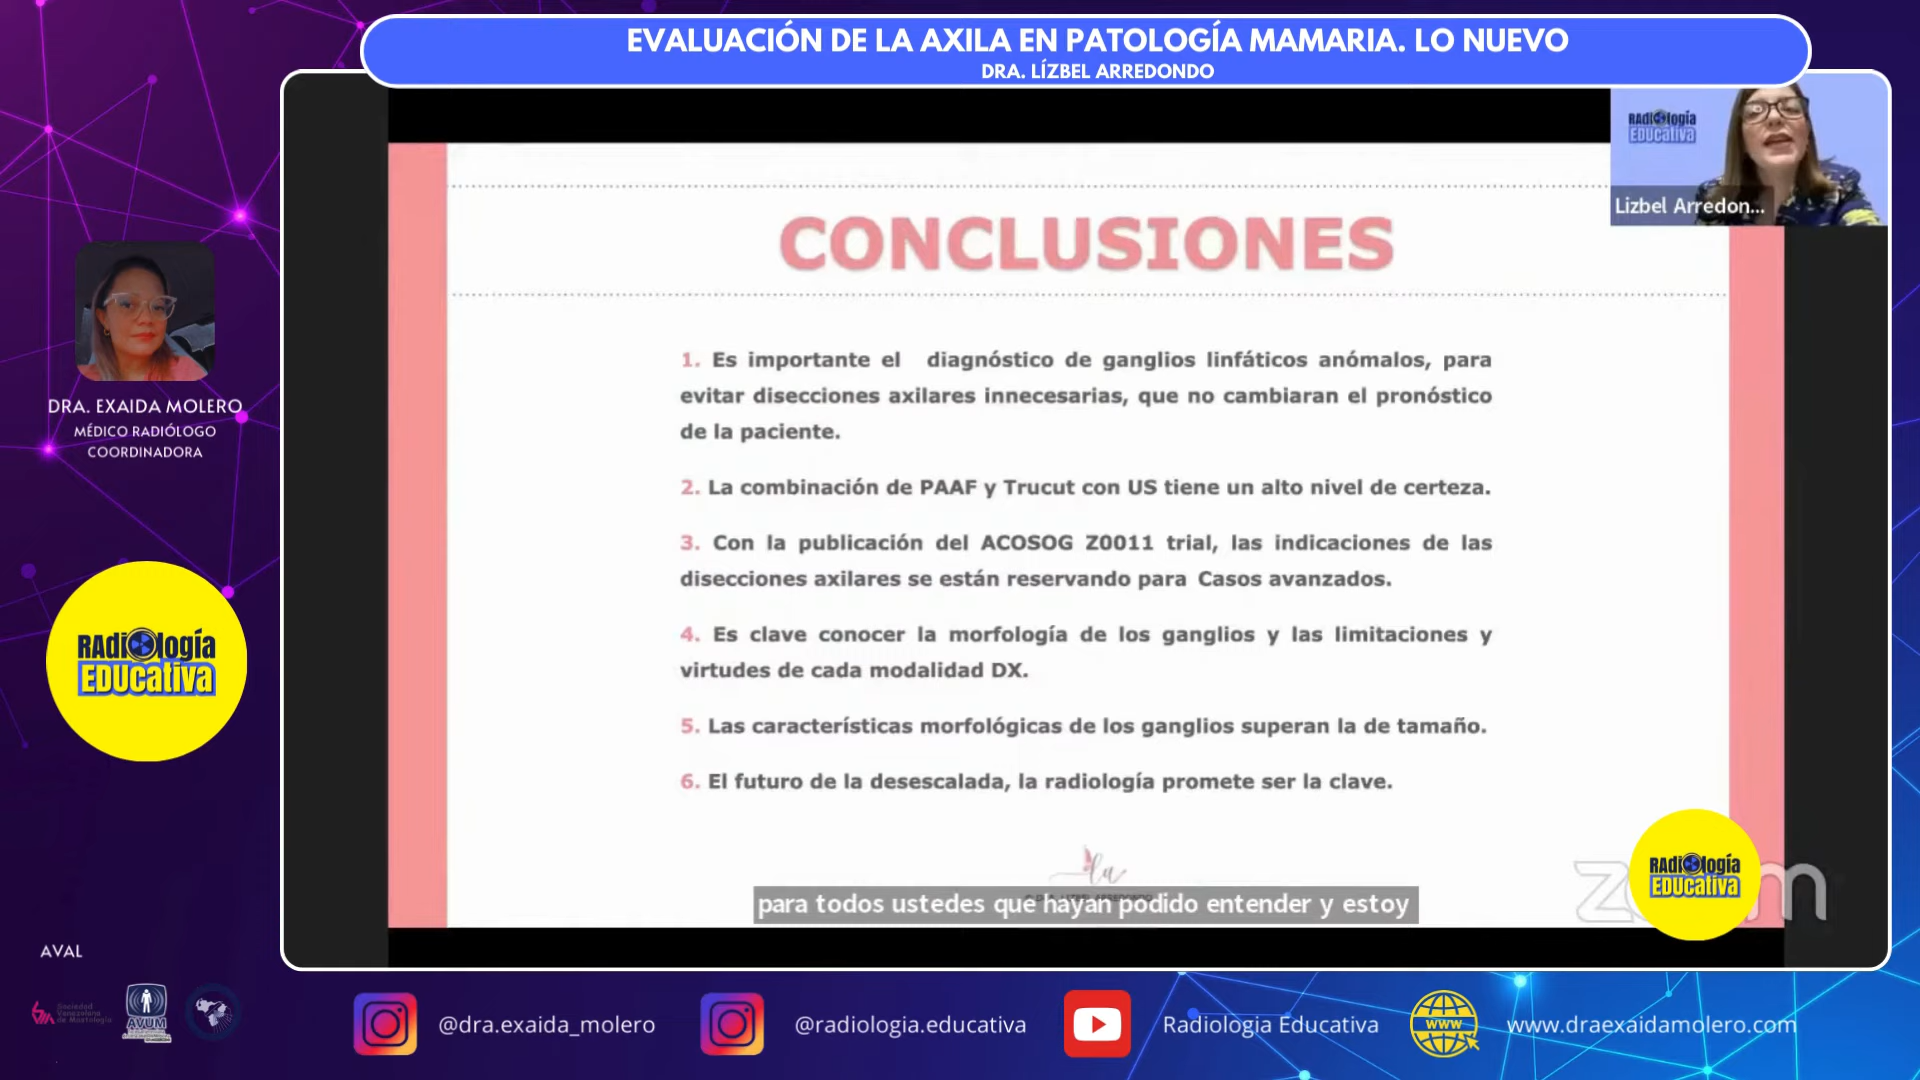 EVALUACIÓN DE LA AXILA EN PATOLOGÍA MAMARIA. LO NUEVO
DRA. LÍZBEL ARREDONDO
RAdiología
EDUCativa
Lizbel Arredon...
CONCLUSIONES
1. Es importante el diagnóstico de ganglios linfáticos anómalos, para
evitar disecciones axilares innecesarias, que no cambiaran el pronóstico
de la paciente.
2. La combinación de PAAF y Trucut con US tiene un alto nivel de certeza.
3. Con la publicación del ACOSOG Z0011 trial, las indicaciones de las
disecciones axilares se están reservando para Casos avanzados.
4. Es clave conocer la morfología de los ganglios y las limitaciones y
virtudes de cada modalidad DX.
5. Las características morfológicas de los ganglios superan la de tamaño.
6. El futuro de la desescalada, la radiología promete ser la clave.
la
para todos ustedes que hayan podido entender y estoy
zoom
RAdiología
EDUCativa
DRA. EXAIDA MOLERO
MÉDICO RADIÓLOGO
COORDINADORA
RAdiología
EDUCativa
AVAL
Sociedad
Venezolana
de Mastología
AVUM
@dra.exaida_molero
@radiologia.educativa
Radiologia Educativa
WWW
www.draexaidamolero.com